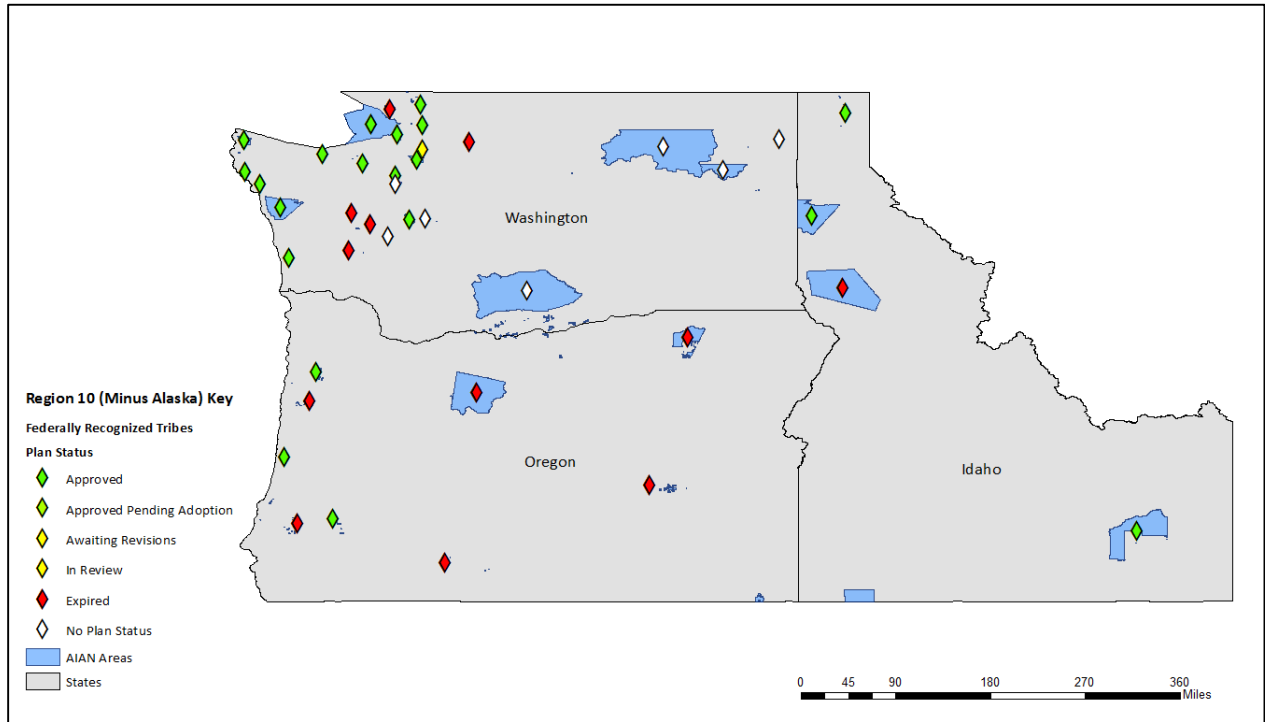 Washington
Oregon
Idaho
Region 10 (Minus Alaska) Key
Federally Recognized Tribes
Plan Status
Approved
Approved Pending Adoption
Awaiting Revisions
In Review
Expired
No Plan Status
AIAN Areas
States
0 45 90 180 270 360
Miles